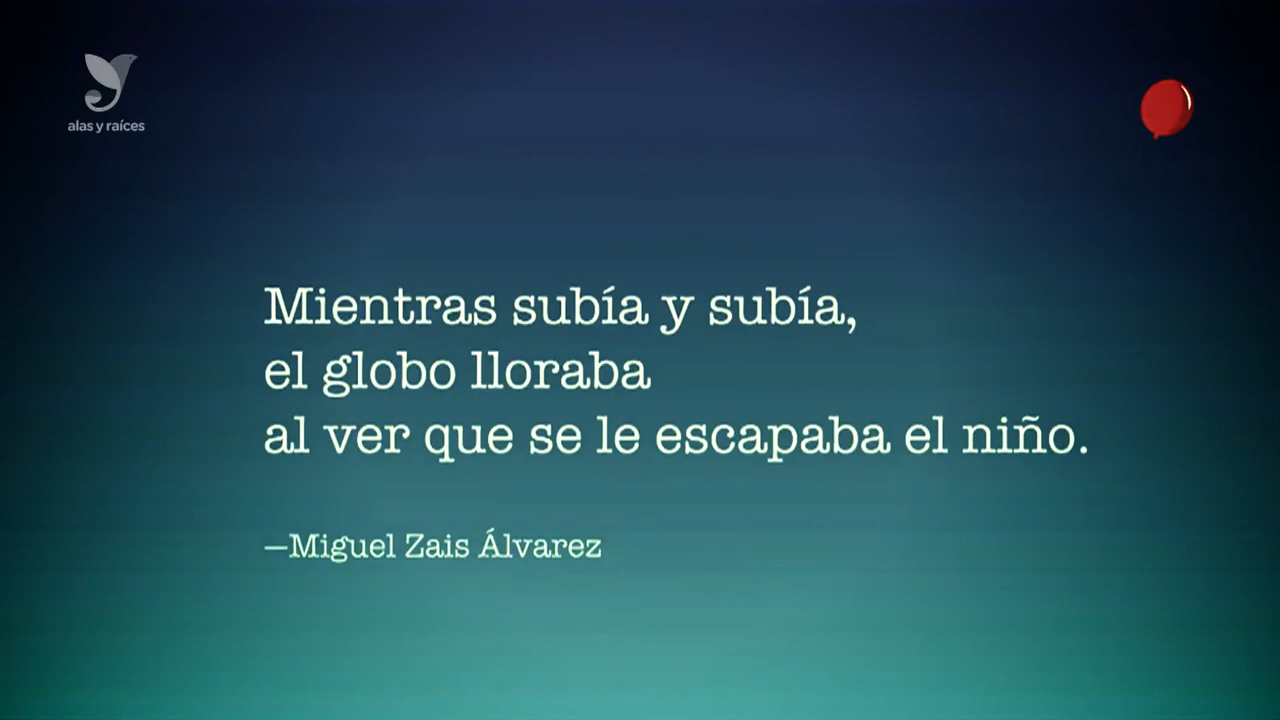 alas y raíces
Mientras subía y subía,
el globo lloraba
al ver que se le escapaba el niño.
—Miguel Zais Álvarez